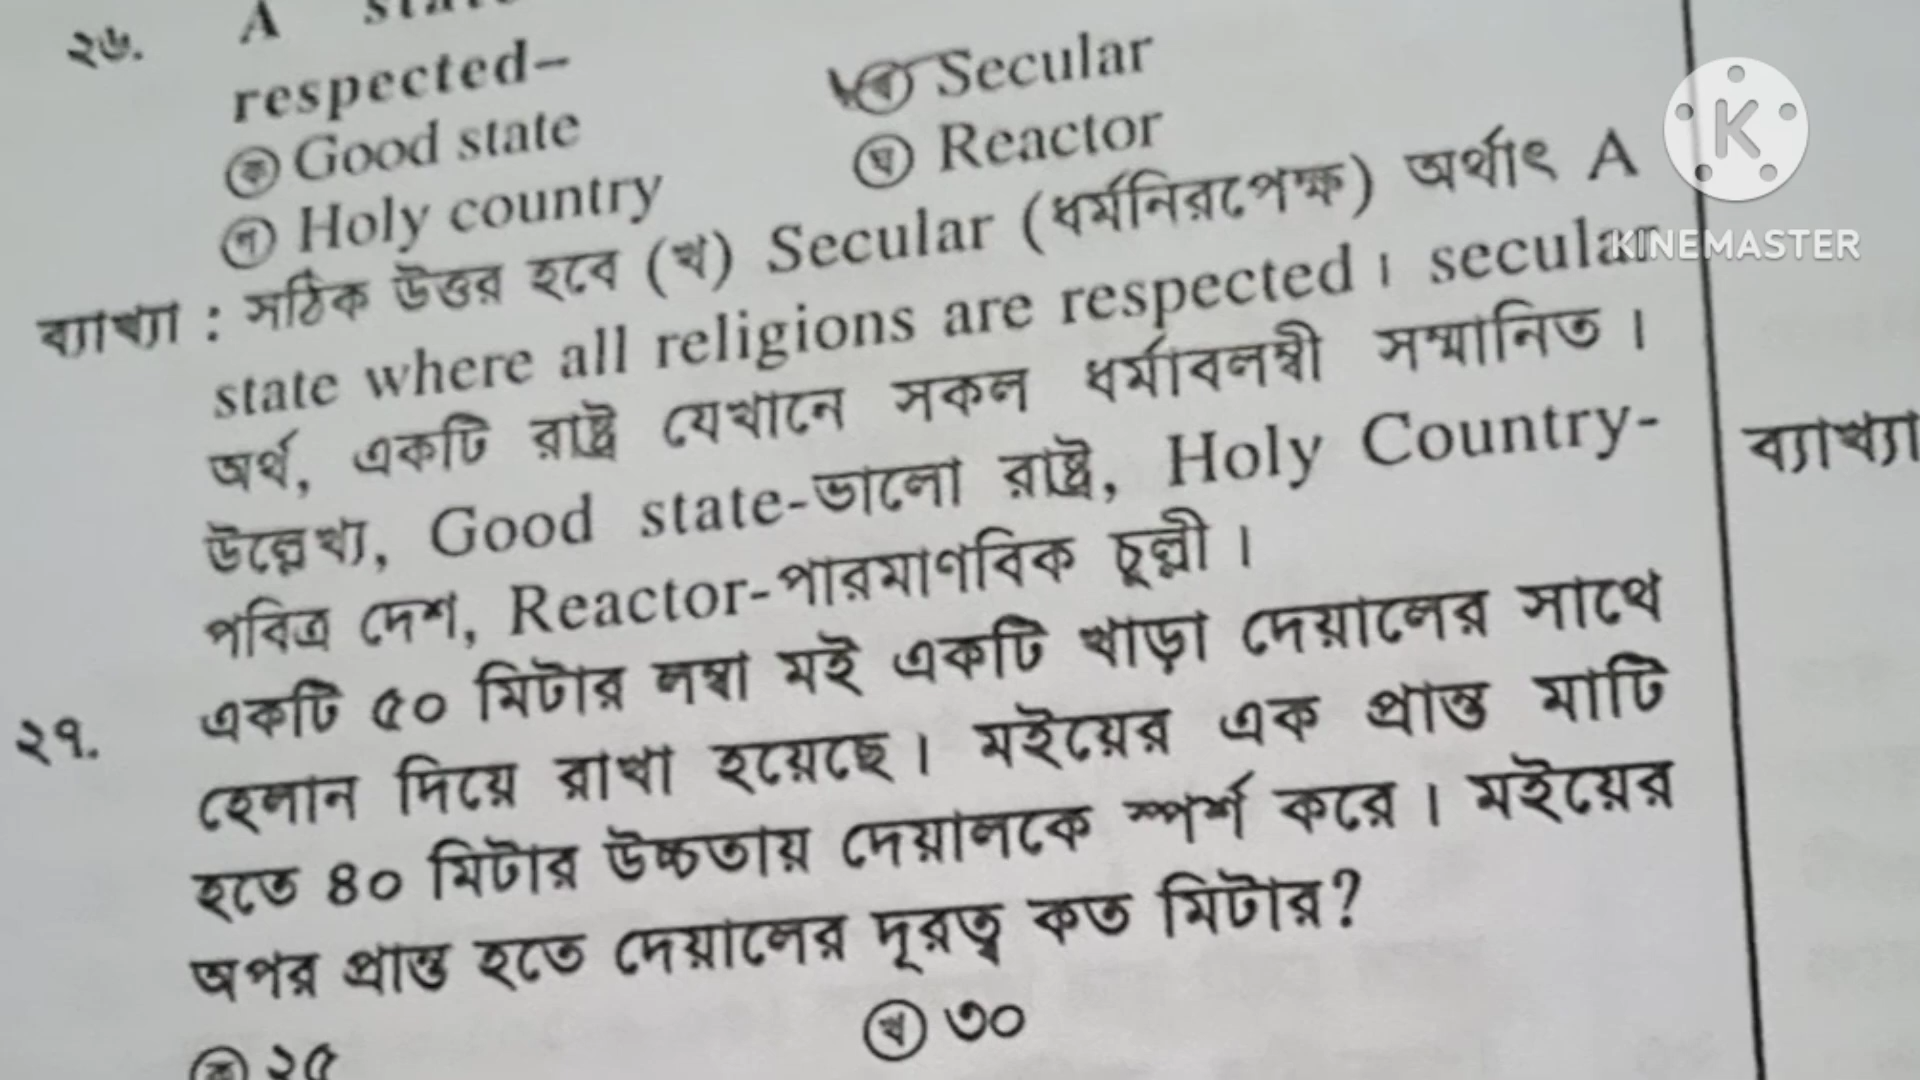 ২৬. A
respected-
ক Good state
খ Secular
গ Holy country
ঘ Reactor
ব্যাখ্যা : সঠিক উত্তর হবে (খ) Secular (ধর্মনিরপেক্ষ) অর্থাৎ A
state where all religions are respected। secular
অর্থ, একটি রাষ্ট্র যেখানে সকল ধর্মাবলম্বী সম্মানিত।
উল্লেখ্য, Good state-ভালো রাষ্ট্র, Holy Country-
পবিত্র দেশ, Reactor-পারমাণবিক চুল্লী।
২৭. একটি ৫০ মিটার লম্বা মই একটি খাড়া দেয়ালের সাথে
হেলান দিয়ে রাখা হয়েছে। মইয়ের এক প্রান্ত মাটি
হতে ৪০ মিটার উচ্চতায় দেয়ালকে স্পর্শ করে। মইয়ের
অপর প্রান্ত হতে দেয়ালের দূরত্ব কত মিটার?
ক ২৫
খ ৩০
ব্যাখ্যা
K
KINEMASTER